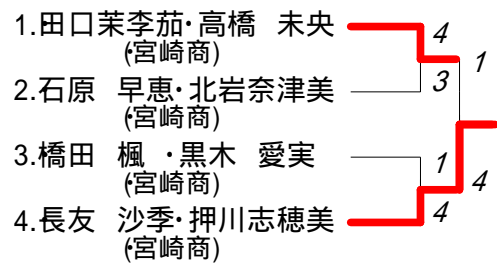 1.田口茉李茄・高橋 未央
(宮崎商)
2.石原 早恵・北岩奈津美
(宮崎商)
3.橋田 楓 ・黒木 愛実
(宮崎商)
4.長友 沙季・押川志穂美
(宮崎商)
4
3
1
1
4
4